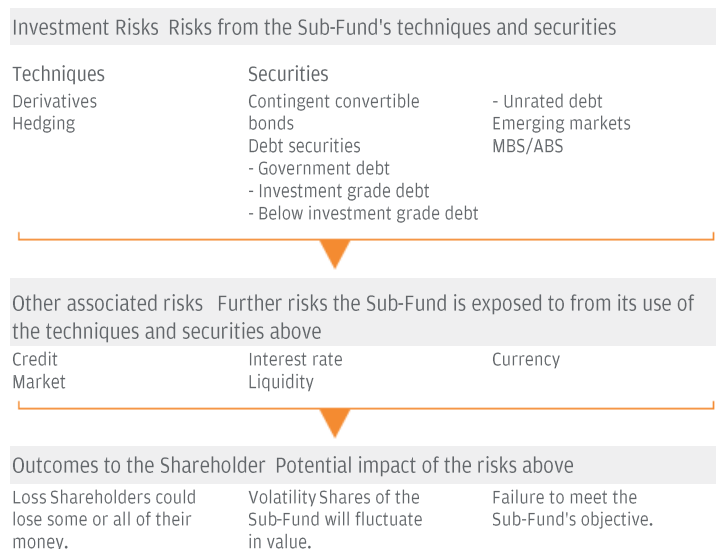 Investment Risks Risks from the Sub-Fund's techniques and securities
Techniques
Derivatives
Hedging
Securities
Contingent convertible
bonds
Debt securities
- Government debt
- Investment grade debt
- Below investment grade debt
- Unrated debt
Emerging markets
MBS/ABS
Other associated risks Further risks the Sub-Fund is exposed to from its use of
the techniques and securities above
Credit
Market
Interest rate
Liquidity
Currency
Outcomes to the Shareholder Potential impact of the risks above
Loss Shareholders could
lose some or all of their
money.
Volatility Shares of the
Sub-Fund will fluctuate
in value.
Failure to meet the
Sub-Fund's objective.